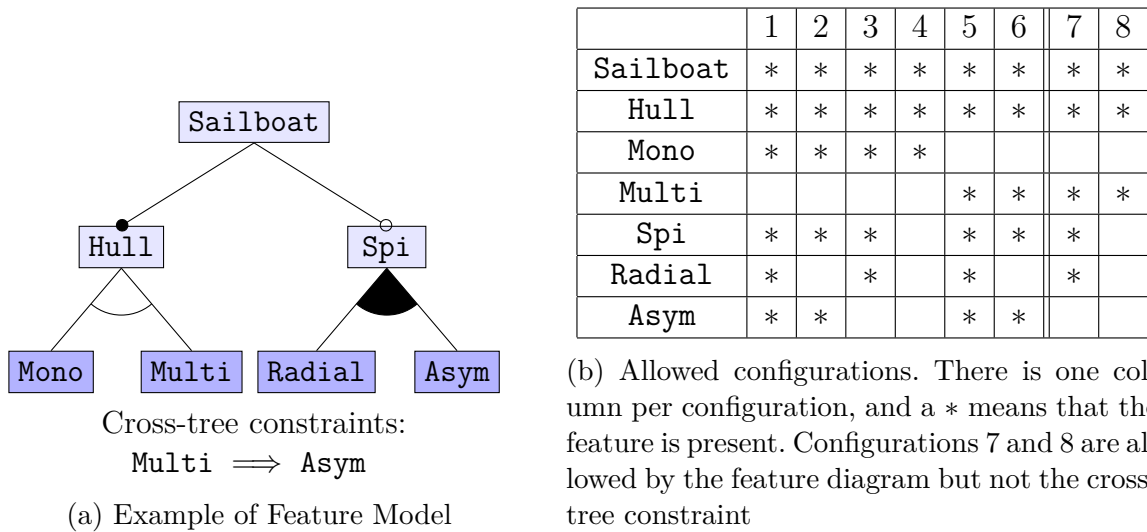 Sailboat
Hull Spi
Mono Multi Radial Asym
Cross-tree constraints:
Multi ⟹ Asym
(a) Example of Feature Model
1 2 3 4 5 6 7 8
Sailboat * * * * * * * *
Hull * * * * * * * *
Mono * * * *
Multi * * * *
Spi * * * * * *
Radial * * * *
Asym * * * *
(b) Allowed configurations. There is one col
umn per configuration, and a * means that the
feature is present. Configurations 7 and 8 are al
lowed by the feature diagram but not the cross
tree constraint